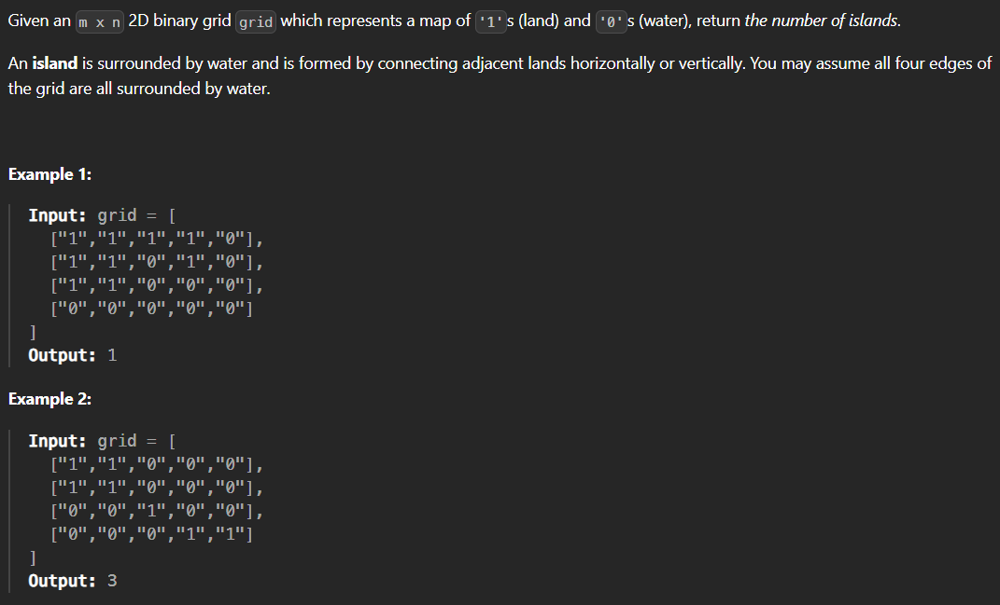 Given an m x n 2D binary grid grid which represents a map of '1's (land) and '0's (water), return the number of islands.
An island is surrounded by water and is formed by connecting adjacent lands horizontally or vertically. You may assume all four edges of
the grid are all surrounded by water.
Example 1:
Input: grid = [
["1","1","1","1","0"],
["1","1","0","1","0"],
["1","1","0","0","0"],
["0","0","0","0","0"]
]
Output: 1
Example 2:
Input: grid = [
["1","1","0","0","0"],
["1","1","0","0","0"],
["0","0","1","0","0"],
["0","0","0","1","1"]
]
Output: 3